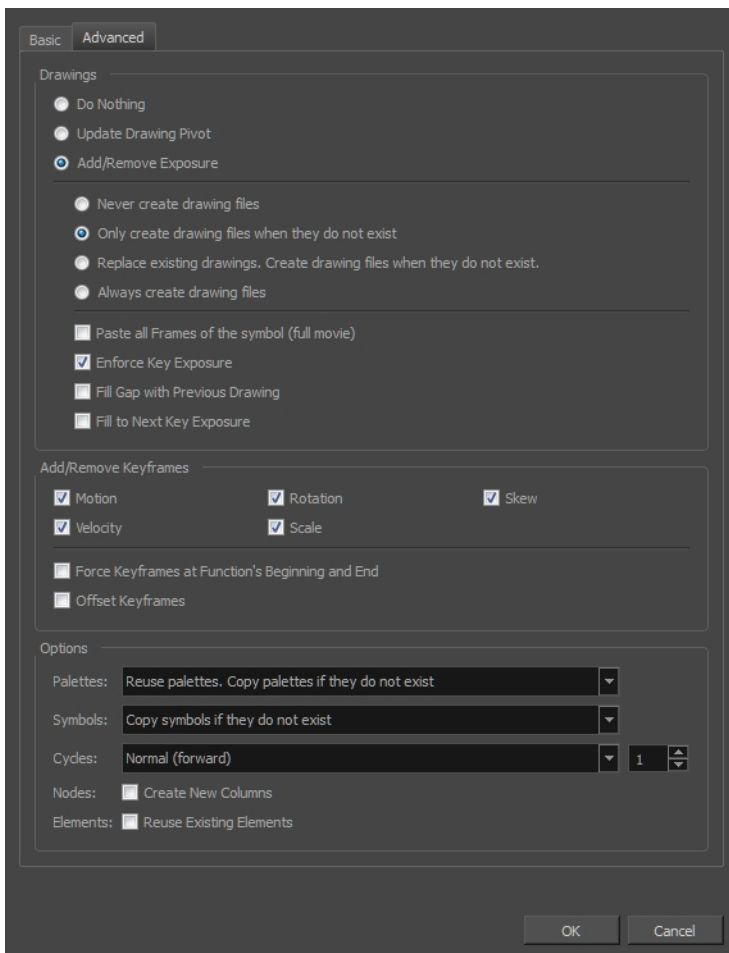 Basic Advanced
Drawings
Do Nothing
Update Drawing Pivot
Add/Remove Exposure
Never create drawing files
Only create drawing files when they do not exist
Replace existing drawings. Create drawing files when they do not exist.
Always create drawing files
Paste all Frames of the symbol (full movie)
Enforce Key Exposure
Fill Gap with Previous Drawing
Fill to Next Key Exposure
Add/Remove Keyframes
Motion Rotation Skew
Velocity Scale
Force Keyframes at Function's Beginning and End
Offset Keyframes
Options
Palettes: Reuse palettes. Copy palettes if they do not exist
Symbols: Copy symbols if they do not exist
Cycles: Normal (forward) 1
Nodes: Create New Columns
Elements: Reuse Existing Elements
OK Cancel